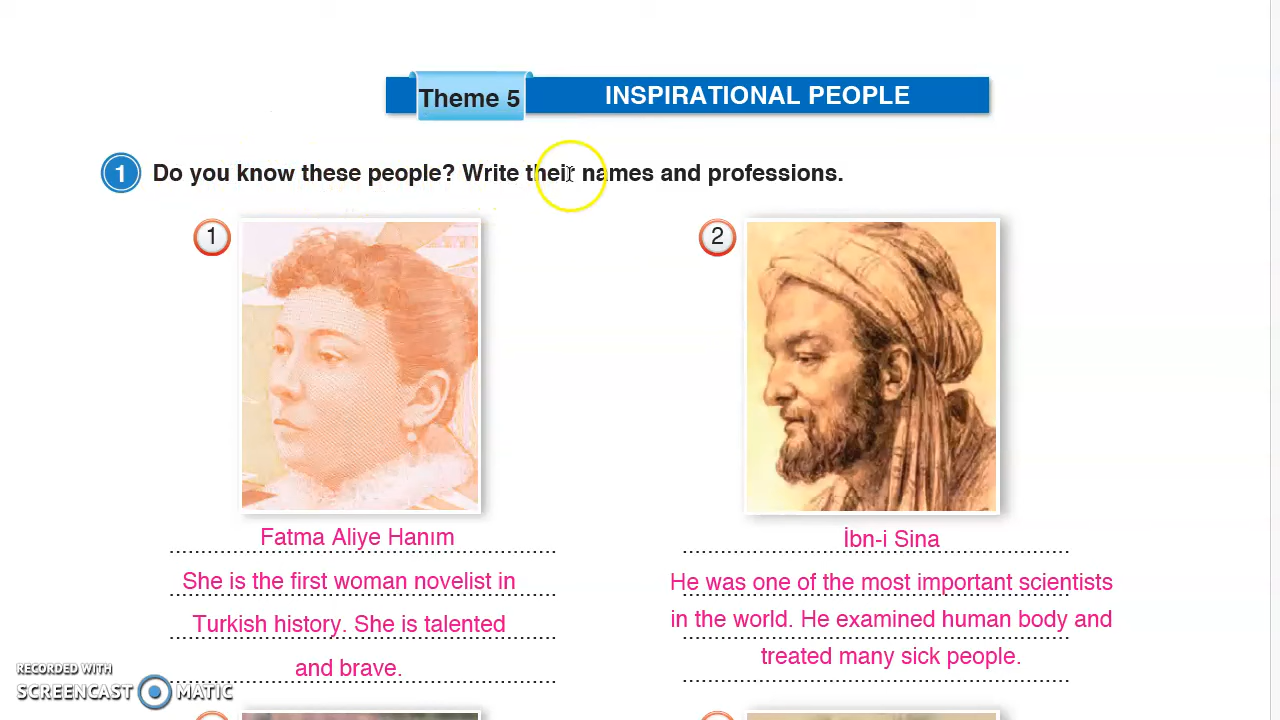 Theme 5
INSPIRATIONAL PEOPLE
1 Do you know these people? Write their names and professions.
1
2
Fatma Aliye Hanım
She is the first woman novelist in
Turkish history. She is talented
and brave.
İbn-i Sina
He was one of the most important scientists
in the world. He examined human body and
treated many sick people.
RECORDED WITH
SCREENCAST MATIC